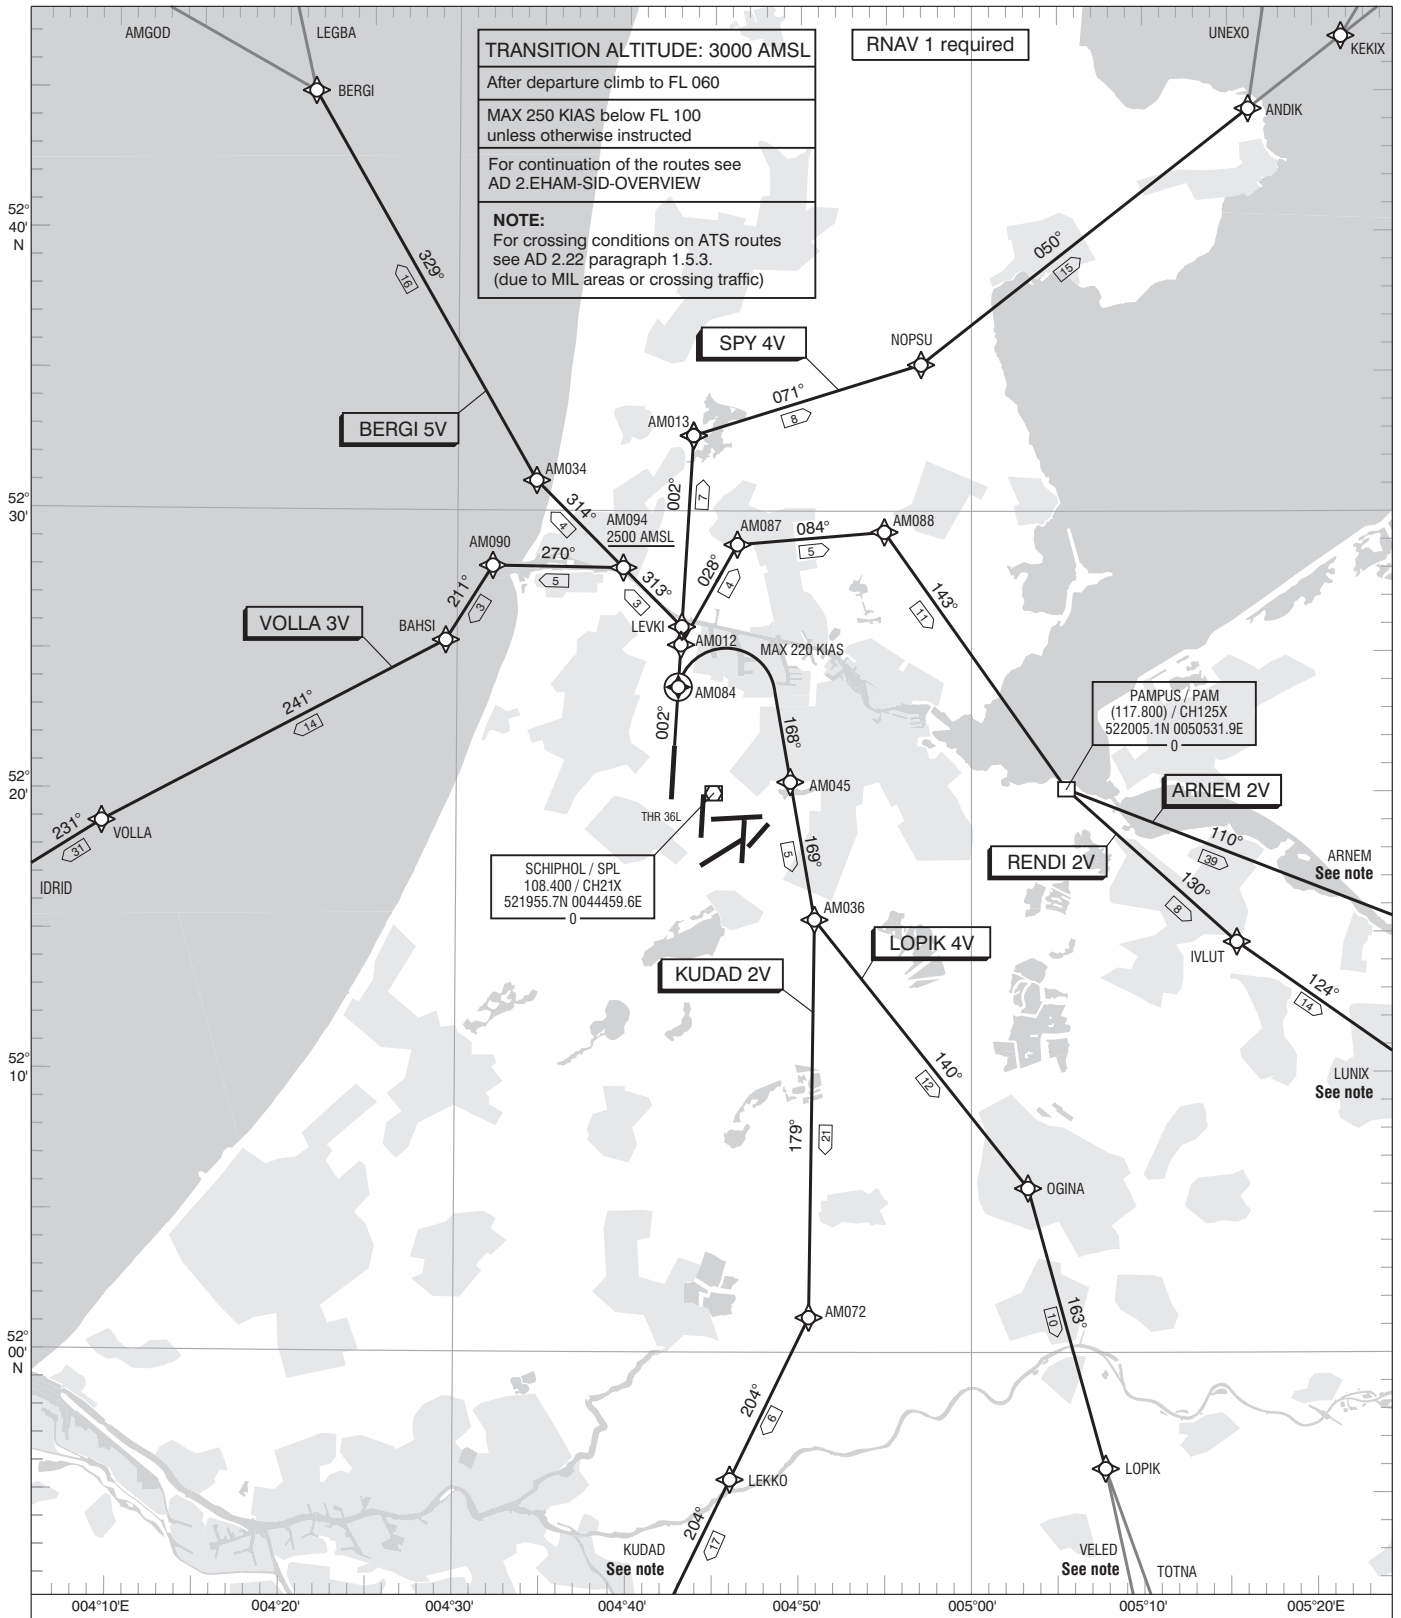 AMGOD
LEGBA
BERGI
TRANSITION ALTITUDE: 3000 AMSL
After departure climb to FL 060
MAX 250 KIAS below FL 100
unless otherwise instructed
For continuation of the routes see
AD 2.EHAM-SID-OVERVIEW
NOTE:
For crossing conditions on ATS routes
see AD 2.22 paragraph 1.5.3.
(due to MIL areas or crossing traffic)
RNAV 1 required
UNEXO
KEKIX
ANDIK
52°
40'
N
329°
16
050°
15
SPY 4V
NOPSU
071°
8
BERGI 5V
AM013
AM034
002°
7
314°
4
AM094
2500 AMSL
52°
30'
AM090
270°
5
AM087
084°
5
AM088
028°
4
313°
3
211°
3
143°
11
VOLLA 3V
BAHSI
LEVKI
AM012
MAX 220 KIAS
AM084
241°
14
002°
168°
PAMPUS / PAM
(117.800) / CH125X
522005.1N 0050531.9E
0
52°
20'
AM045
ARNEM 2V
231°
31
VOLLA
THR 36L
169°
5
110°
39
IDRID
SCHIPHOL / SPL
108.400 / CH21X
521955.7N 0044459.6E
0
RENDI 2V
130°
8
ARNEM
See note
AM036
LOPIK 4V
IVLUT
KUDAD 2V
124°
14
52°
10'
140°
12
LUNIX
See note
179°
21
OGINA
AM072
163°
10
52°
00'
N
204°
6
LEKKO
LOPIK
204°
17
KUDAD
See note
VELED
See note
TOTNA
004°10'E
004°20'
004°30'
004°40'
004°50'
005°00'
005°10'
005°20'E